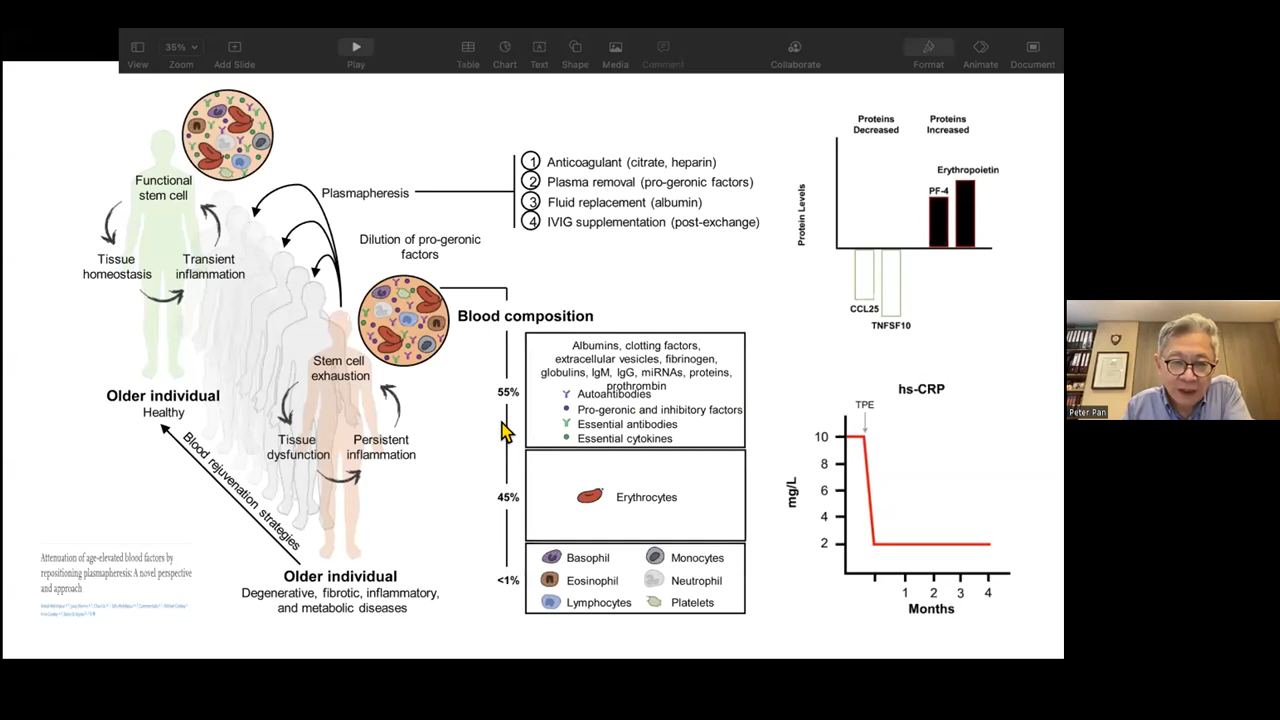 35%
View
Zoom
Add Slide
Play
Table
Chart
Text
Shape
Media
Comment
Collaborate
Format
Animate
Document
Functional
stem cell
Tissue
homeostasis
Transient
inflammation
Older individual
Healthy
Plasmapheresis
1 Anticoagulant (citrate, heparin)
2 Plasma removal (pro-geronic factors)
3 Fluid replacement (albumin)
4 IVIG supplementation (post-exchange)
Dilution of pro-geronic
factors
Stem cell
exhaustion
Tissue
dysfunction
Persistent
inflammation
Blood rejuvenation strategies
Older individual
Degenerative, fibrotic, inflammatory,
and metabolic diseases
Attenuation of age-elevated blood factors by
repositioning plasmapheresis: A novel perspective
and approach
Blood composition
55%
Albumins, clotting factors,
extracellular vesicles, fibrinogen,
globulins, IgM, IgG, miRNAs, proteins,
prothrombin
Autoantibodies
Pro-geronic and inhibitory factors
Essential antibodies
Essential cytokines
45%
Erythrocytes
<1%
Basophil
Monocytes
Eosinophil
Neutrophil
Lymphocytes
Platelets
Proteins
Decreased
Proteins
Increased
Protein Levels
Erythropoietin
PF-4
CCL25
TNFSF10
hs-CRP
TPE
mg/L
10
8
6
4
2
1 2 3 4
Months
Peter Pan